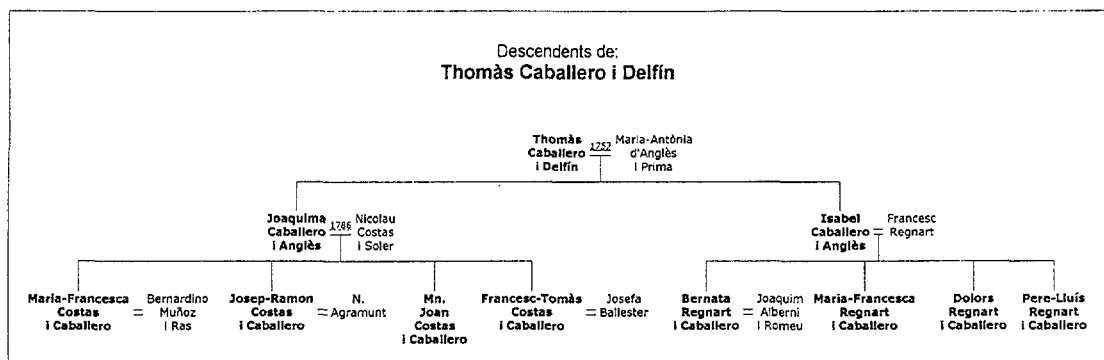 Descendents de:
Thomàs Caballero i Delfín
Thomàs
Caballero
i Delfín
1757
Maria-Antònia
d'Anglès
i Prima
Joaquima
Caballero
i Anglès
1786
Nicolau
Costas
i Soler
Isabel
Caballero
i Anglès
=
Francesc
Regnart
Maria-Francesca
Costas
i Caballero
=
Bernardino
Muñoz
i Ras
Josep-Ramon
Costas
i Caballero
=
N.
Agramunt
Mn.
Joan
Costas
i Caballero
Francesc-Tomàs
Costas
i Caballero
=
Josefa
Ballester
Bernata
Regnart
i Caballero
=
Joaquim
Alberni
i Romeu
Maria-Francesca
Regnart
i Caballero
Dolors
Regnart
i Caballero
Pere-Lluís
Regnart
i Caballero